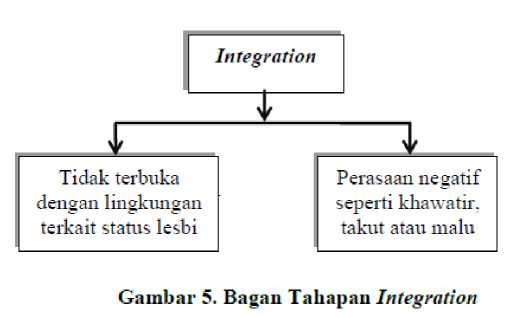 Integration
Tidak terbuka
dengan lingkungan
terkait status lesbi
Perasaan negatif
seperti khawatir,
takut atau malu
Gambar 5. Bagan Tahapan Integration